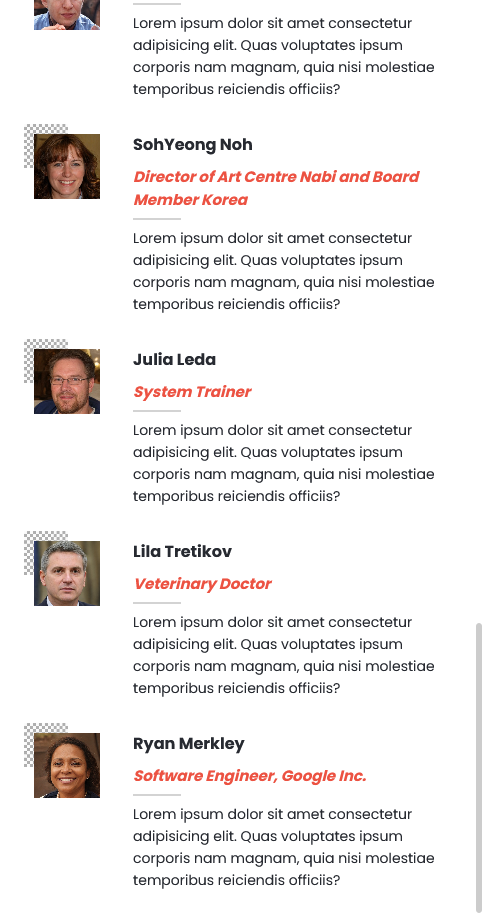 Lorem ipsum dolor sit amet consectetur
adipisicing elit. Quas voluptates ipsum
corporis nam magnam, quia nisi molestiae
temporibus reiciendis officiis?
SohYeong Noh
Director of Art Centre Nabi and Board
Member Korea
Lorem ipsum dolor sit amet consectetur
adipisicing elit. Quas voluptates ipsum
corporis nam magnam, quia nisi molestiae
temporibus reiciendis officiis?
Julia Leda
System Trainer
Lorem ipsum dolor sit amet consectetur
adipisicing elit. Quas voluptates ipsum
corporis nam magnam, quia nisi molestiae
temporibus reiciendis officiis?
Lila Tretikov
Veterinary Doctor
Lorem ipsum dolor sit amet consectetur
adipisicing elit. Quas voluptates ipsum
corporis nam magnam, quia nisi molestiae
temporibus reiciendis officiis?
Ryan Merkley
Software Engineer, Google Inc.
Lorem ipsum dolor sit amet consectetur
adipisicing elit. Quas voluptates ipsum
corporis nam magnam, quia nisi molestiae
temporibus reiciendis officiis?